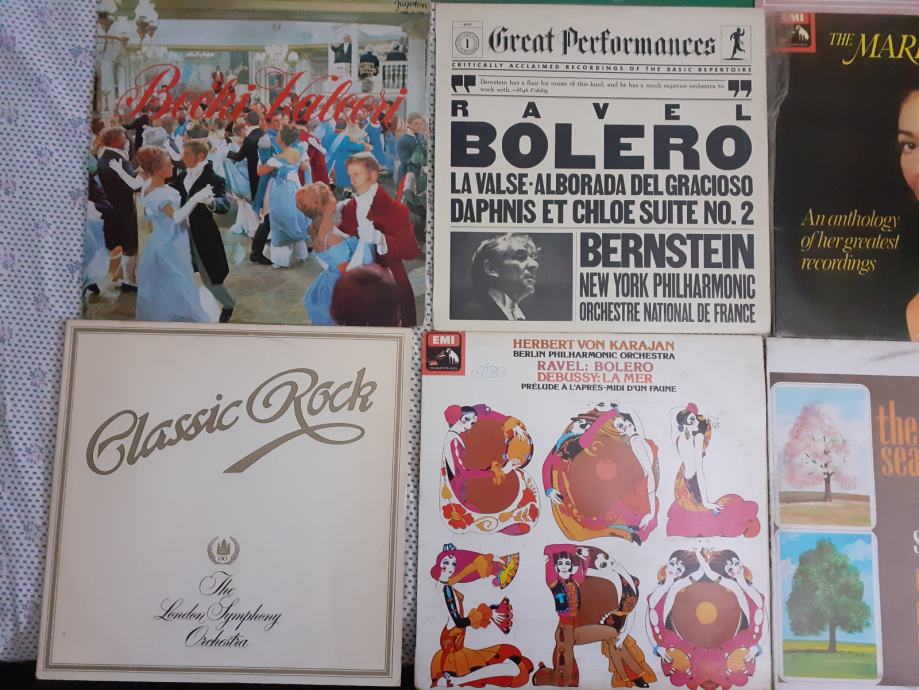 Jugoton
Bečki Valceri
1
Great Performances
CRITICALLY ACCLAIMED RECORDINGS OF THE BASIC REPERTOIRE
Bernstein has a flair for music of this kind, and he has a much superior orchestra to
work with.—High Fidelity
RAVEL
BOLERO
LA VALSE·ALBORADA DEL GRACIOSO
DAPHNIS ET CHLOE SUITE NO. 2
BERNSTEIN
NEW YORK PHILHARMONIC
ORCHESTRE NATIONAL DE FRANCE
EMI
THE MAR
An anthology
of her greatest
recordings
Classic Rock
The
London Symphony
Orchestra
EMI
HERBERT VON KARAJAN
BERLIN PHILHARMONIC ORCHESTRA
RAVEL: BOLERO
DEBUSSY: LA MER
PRÉLUDE À L'APRÈS-MIDI D'UN FAUNE
BOLERO
the
sea